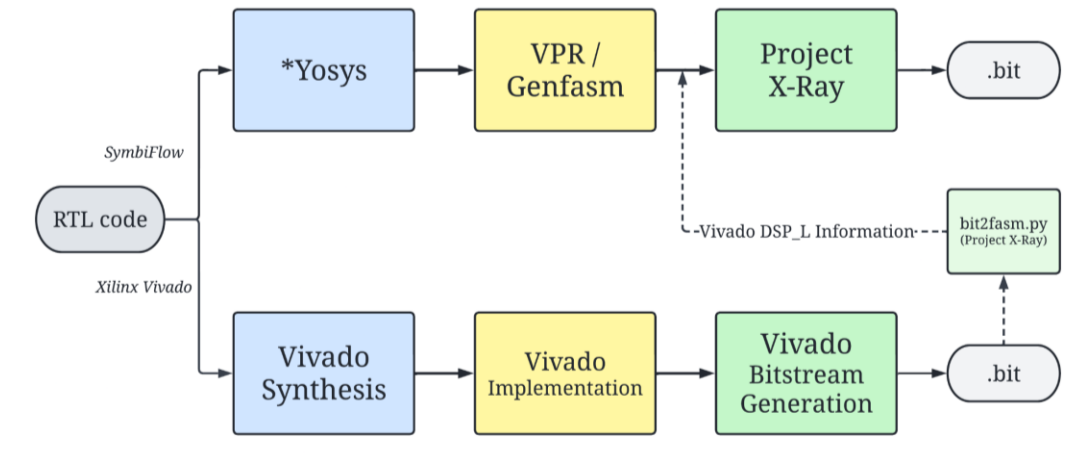 *Yosys
VPR /
Genfasm
Project
X-Ray
.bit
SymbiFlow
RTL code
Vivado DSP_L Information
bit2fasm.py
(Project X-Ray)
Xilinx Vivado
Vivado
Synthesis
Vivado
Implementation
Vivado
Bitstream
Generation
.bit